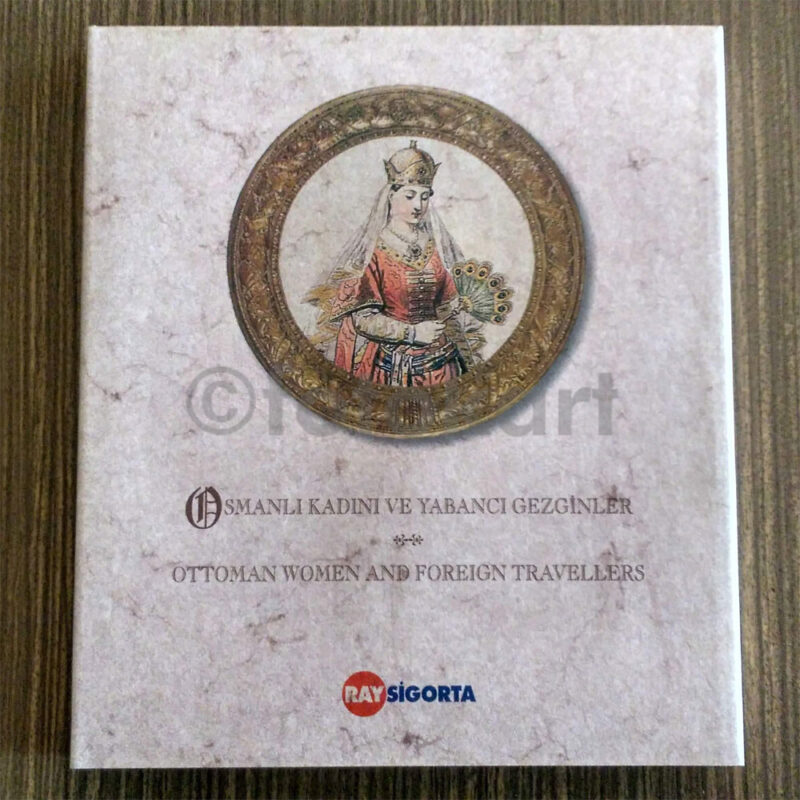 OSMANLI KADINI VE YABANCI GEZGİNLER
OTTOMAN WOMEN AND FOREIGN TRAVELLERS
RAY SİGORTA